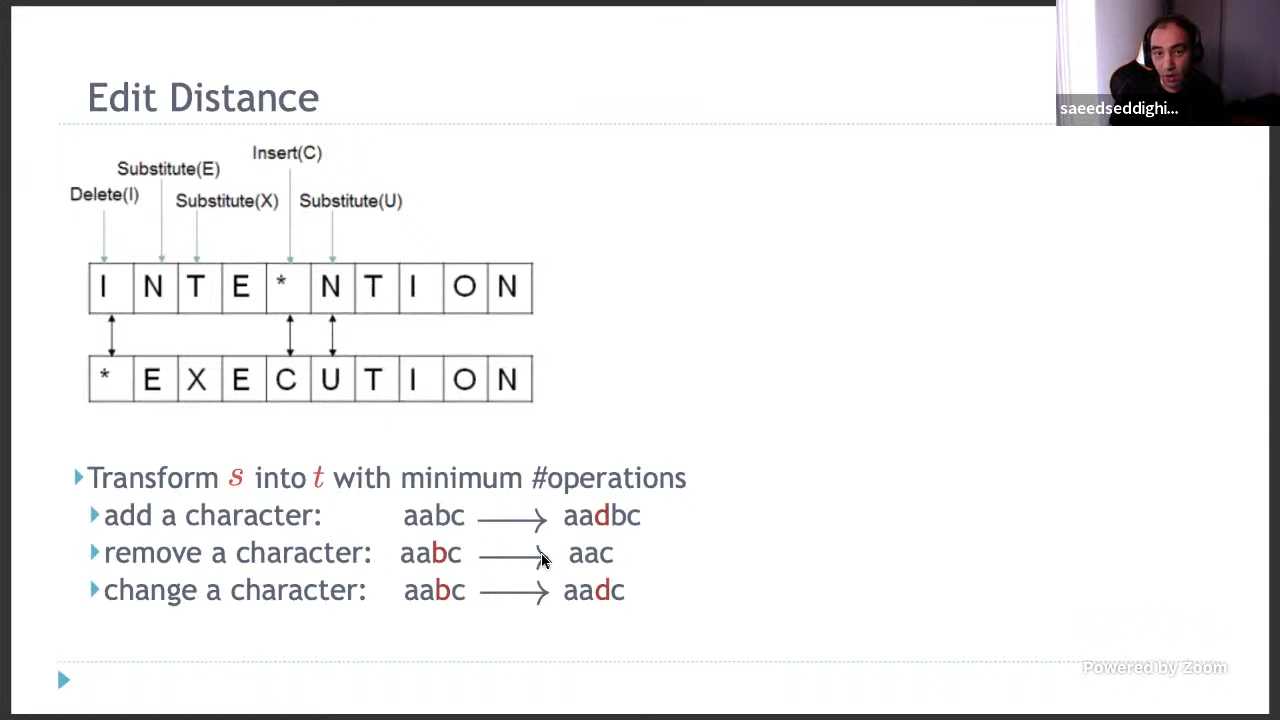 Edit Distance
saeedseddighi...
Insert(C)
Substitute(E)
Delete(I)
Substitute(X) Substitute(U)
I N T E * N T I O N
* E X E C U T I O N
Transform s into t with minimum #operations
add a character: aabc ⟶ aadbc
remove a character: aabc ⟶ aac
change a character: aabc ⟶ aadc
Powered by Zoom